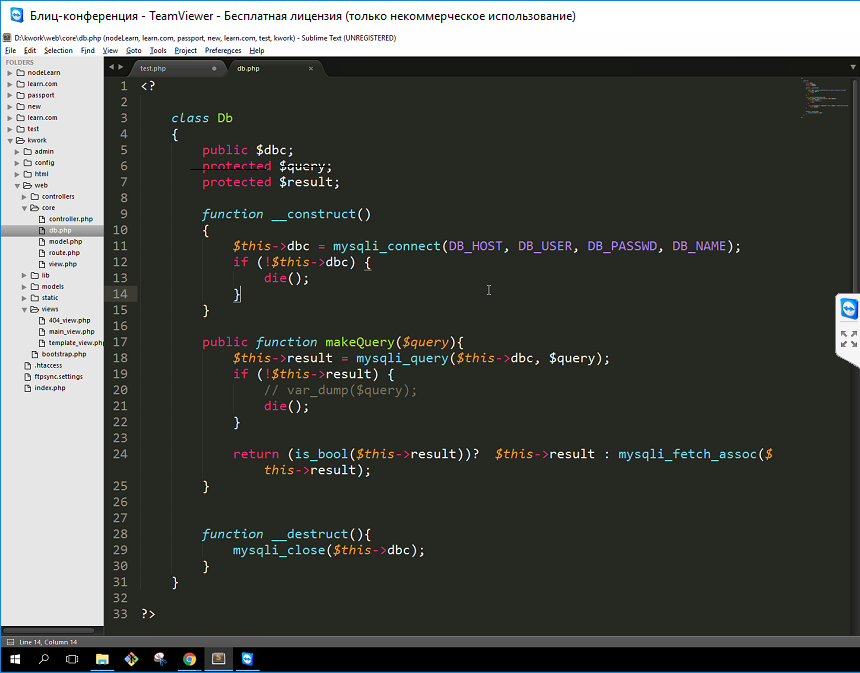 Блиц-конференция - TeamViewer - Бесплатная лицензия (только некоммерческое использование)
D:\kwork\web\core\db.php (nodeLearn, learn.com, passport, new, learn.com, test, kwork) - Sublime Text (UNREGISTERED)
File Edit Selection Find View Goto Tools Project Preferences Help
FOLDERS
nodeLearn
learn.com
passport
new
learn.com
test
kwork
admin
config
html
web
controllers
core
controller.php
db.php
model.php
route.php
view.php
lib
models
static
views
404_view.php
main_view.php
template_view.php
bootstrap.php
.htaccess
ftpsync.settings
index.php
test.php
db.php ×
1 <?
2
3 class Db
4 {
5 public $dbc;
6 protected $query;
7 protected $result;
8
9 function __construct()
10 {
11 $this->dbc = mysqli_connect(DB_HOST, DB_USER, DB_PASSWD, DB_NAME);
12 if (!$this->dbc) {
13 die();
14 }
15 }
16
17 public function makeQuery($query){
18 $this->result = mysqli_query($this->dbc, $query);
19 if (!$this->result) {
20 // var_dump($query);
21 die();
22 }
23
24 return (is_bool($this->result))?  $this->result : mysqli_fetch_assoc($
this->result);
25 }
26
27
28 function __destruct(){
29 mysqli_close($this->dbc);
30 }
31 }
32
33 ?>
Line 14, Column 14